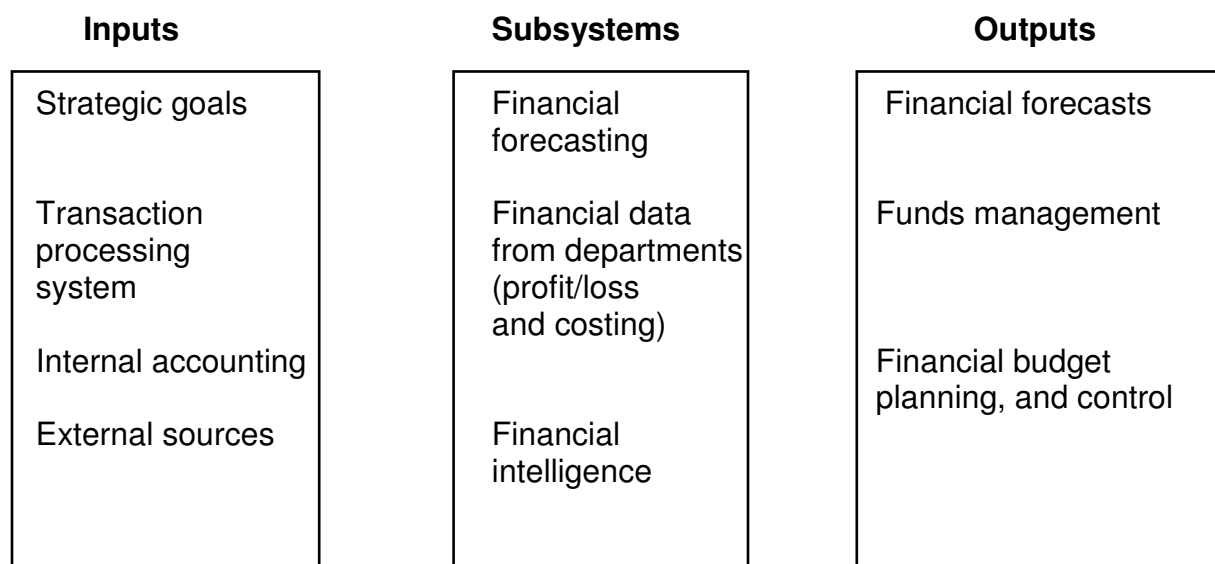 Inputs
Strategic goals
Transaction
processing
system
Internal accounting
External sources
Subsystems
Financial
forecasting
Financial data
from departments
(profit/loss
and costing)
Financial
intelligence
Outputs
Financial forecasts
Funds management
Financial budget
planning, and control